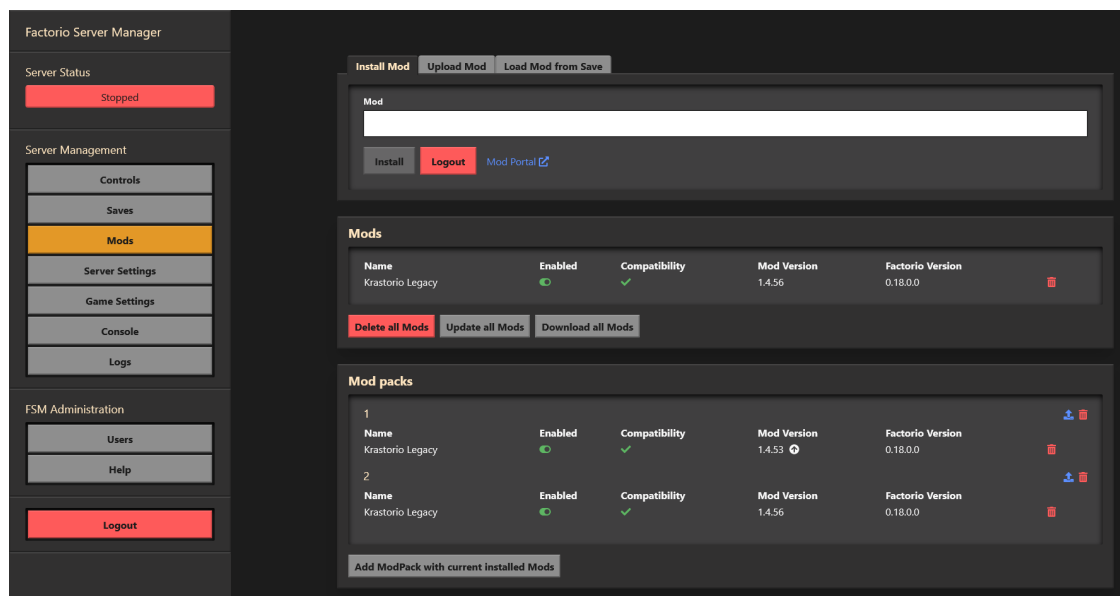 Factorio Server Manager
Server Status
Stopped
Server Management
Controls
Saves
Mods
Server Settings
Game Settings
Console
Logs
FSM Administration
Users
Help
Logout
Install Mod Upload Mod Load Mod from Save
Mod
Install Logout Mod Portal
Mods
Name Enabled Compatibility Mod Version Factorio Version
Krastorio Legacy 1.4.56 0.18.0.0
Delete all Mods Update all Mods Download all Mods
Mod packs
1
Name Enabled Compatibility Mod Version Factorio Version
Krastorio Legacy 1.4.53 0.18.0.0
2
Name Enabled Compatibility Mod Version Factorio Version
Krastorio Legacy 1.4.56 0.18.0.0
Add ModPack with current installed Mods